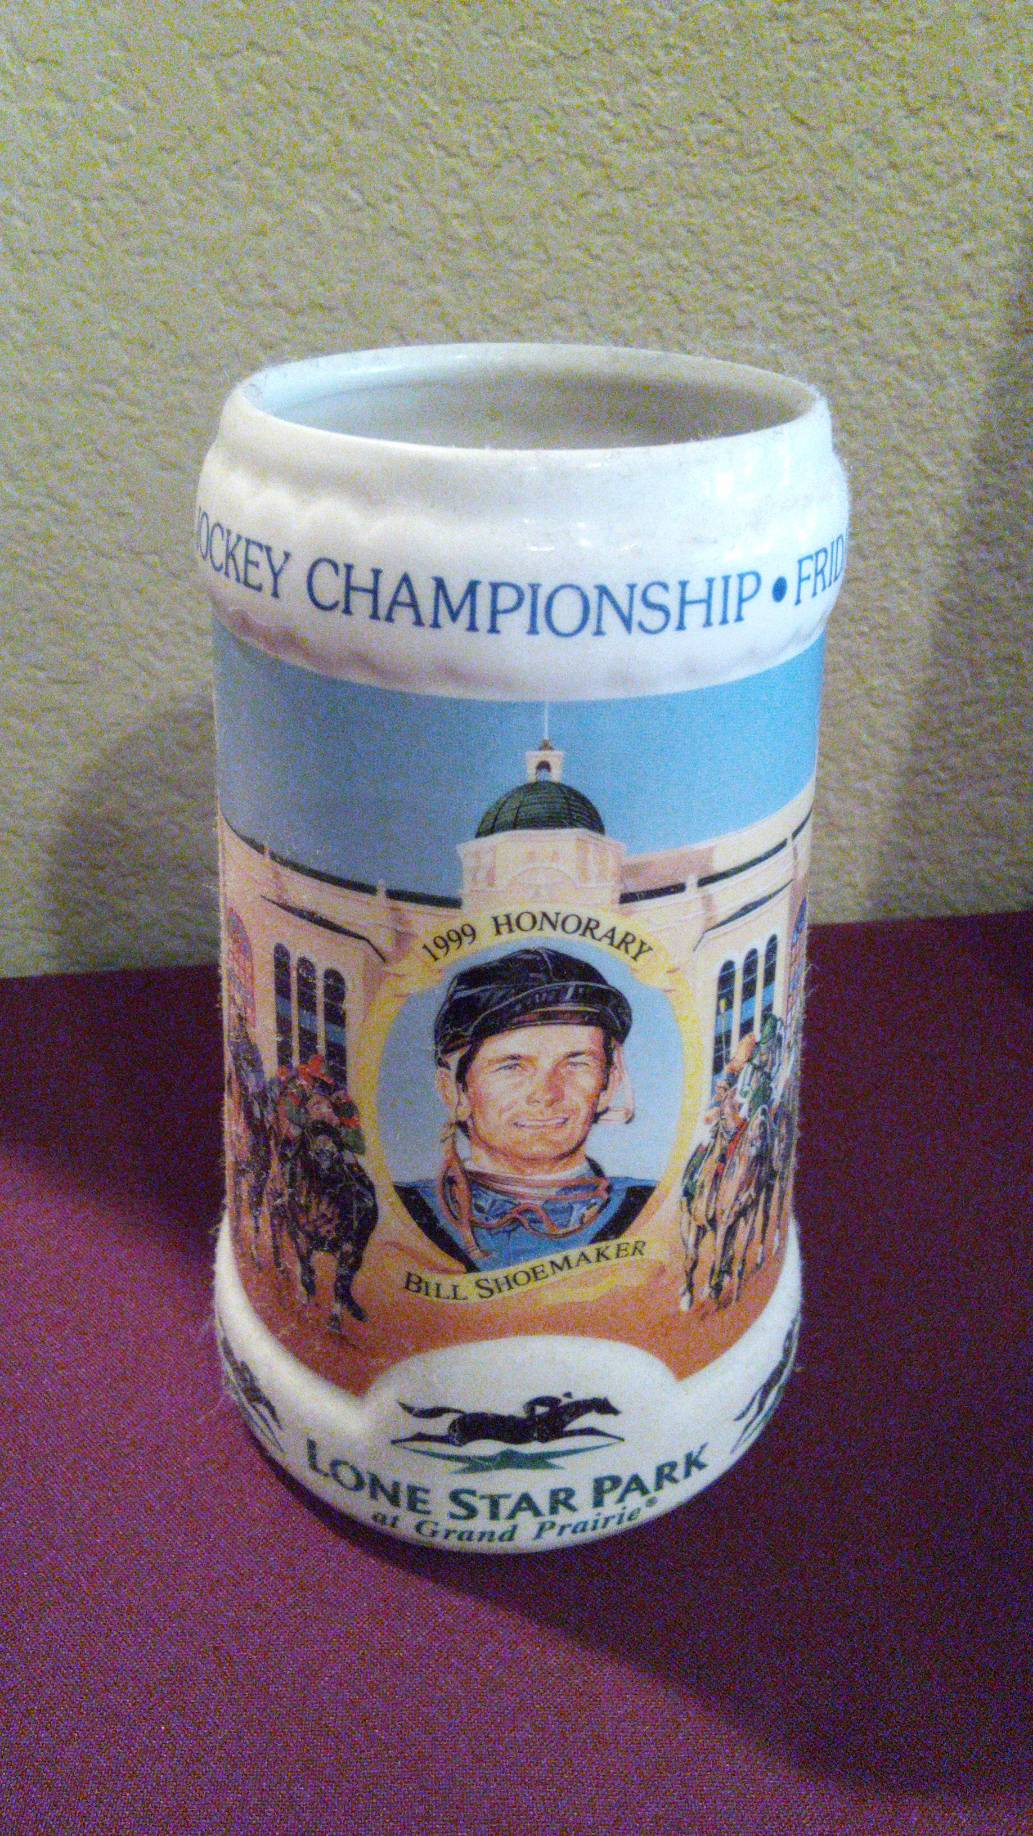 JOCKEY CHAMPIONSHIP • FRID
1999 HONORARY
BILL SHOEMAKER
LONE STAR PARK
at Grand Prairie®